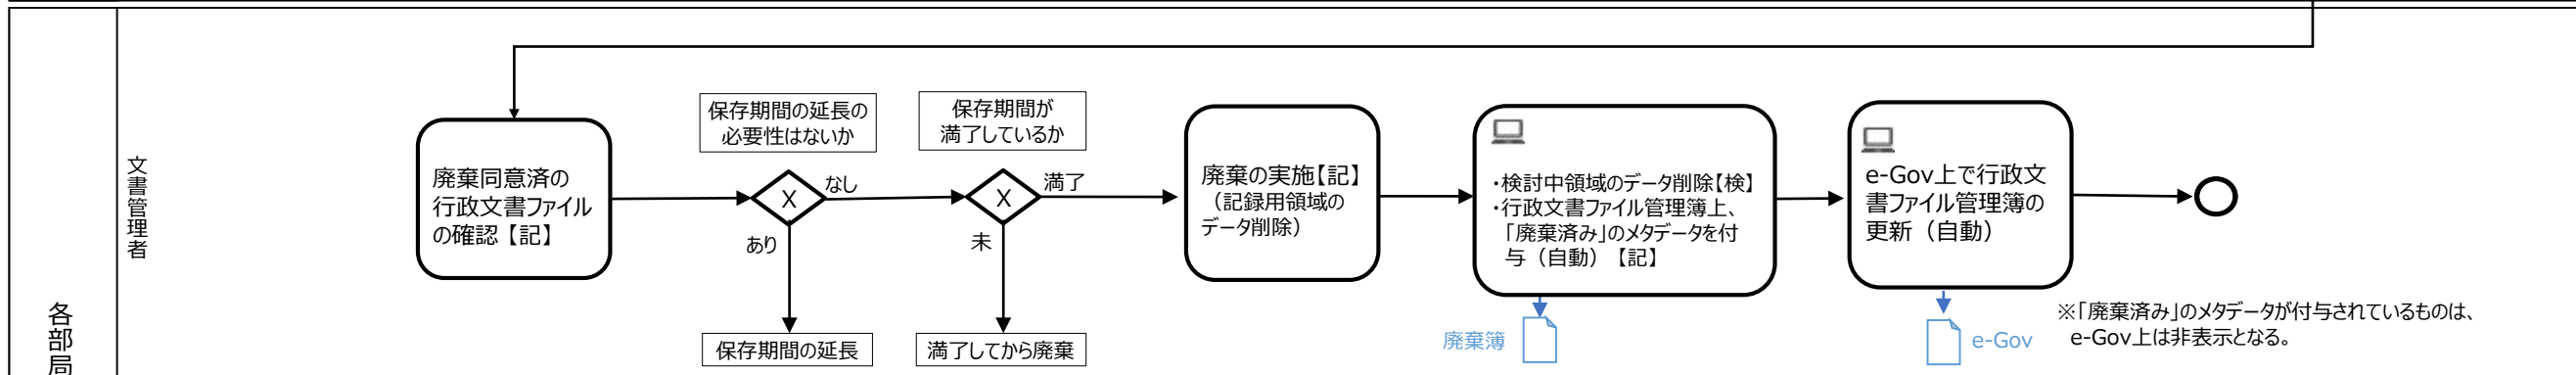 各部局
文書管理者
廃棄同意済の
行政文書ファイル
の確認【記】
保存期間の延長の
必要性はないか
X
なし
あり
保存期間の延長
保存期間が
満了しているか
X
満了
未
満了してから廃棄
廃棄の実施【記】
（記録用領域の
データ削除）
・検討中領域のデータ削除【検】
・行政文書ファイル管理簿上、
「廃棄済み」のメタデータを付
与（自動）【記】
廃棄簿
e-Gov上で行政文
書ファイル管理簿の
更新（自動）
e-Gov
※「廃棄済み」のメタデータが付与されているものは、
e-Gov上は非表示となる。